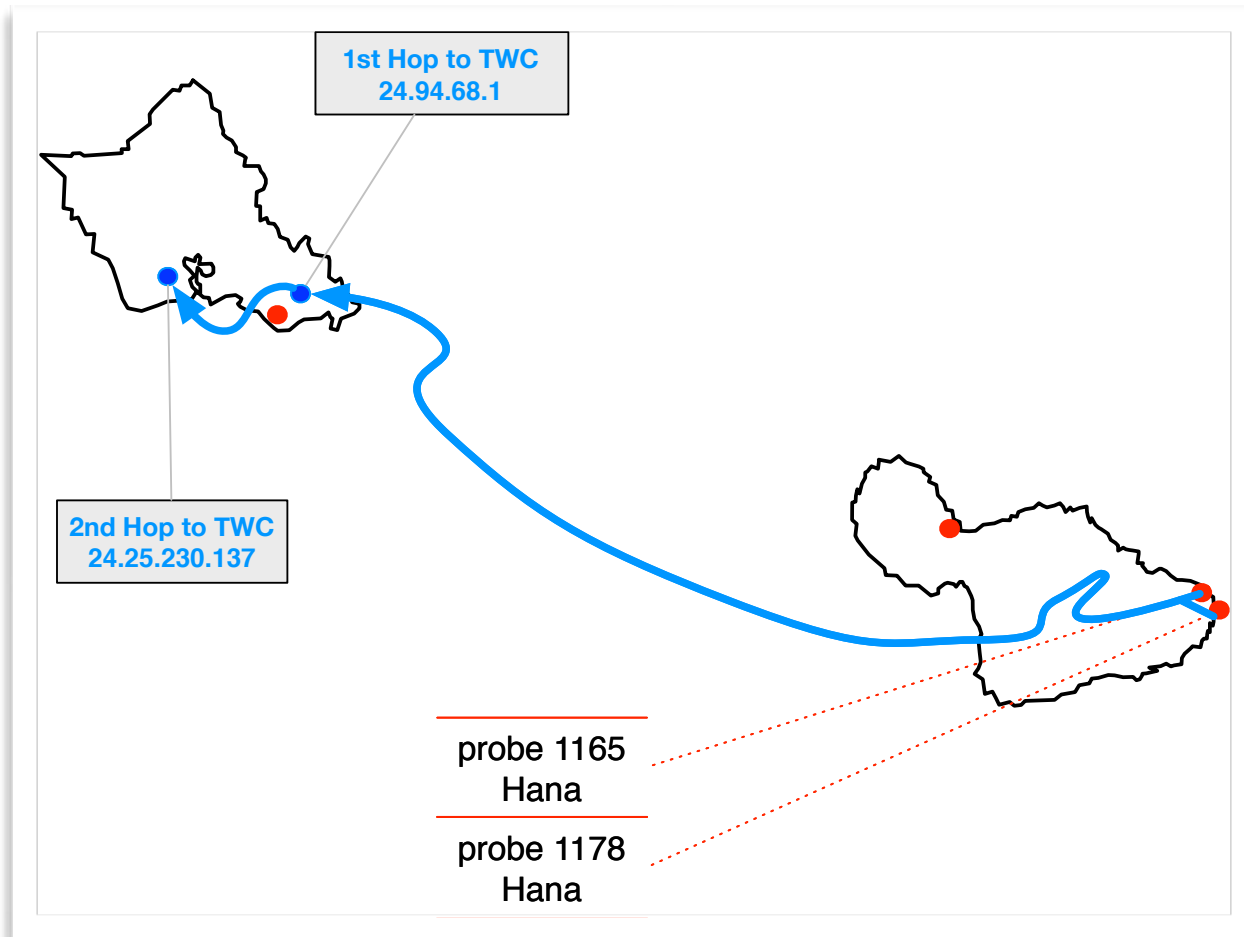 1st Hop to TWC
24.94.68.1
2nd Hop to TWC
24.25.230.137
probe 1165
Hana
probe 1178
Hana